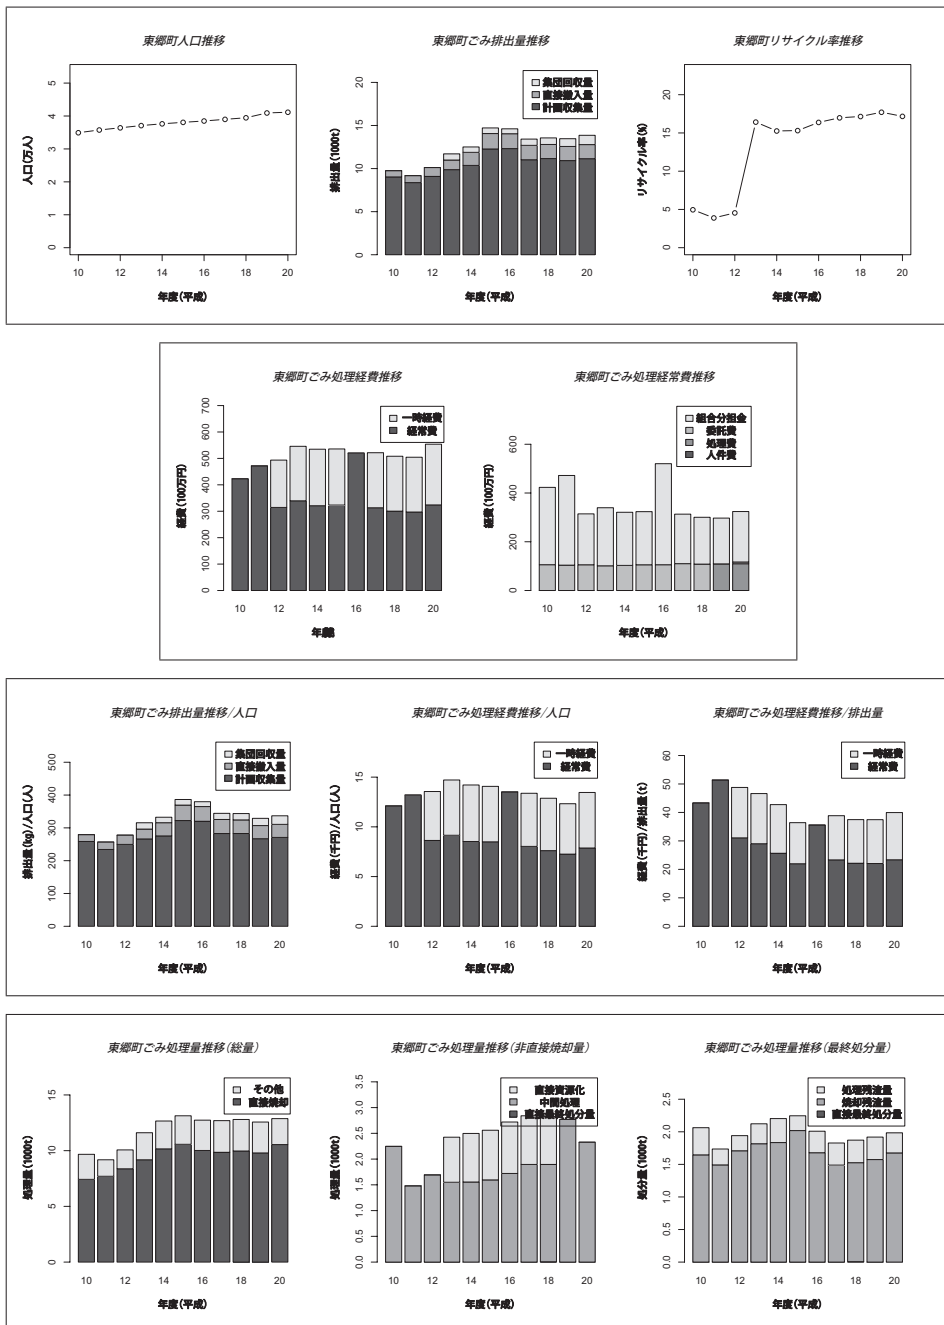 東郷町人口推移
人口(万人)
0 1 2 3 4 5
10 12 14 16 18 20
年度(平成)
東郷町ごみ排出量推移
集団回収量
直接搬入量
計画収集量
排出量(1000t)
0 5 10 15 20
10 12 14 16 18 20
年度(平成)
東郷町リサイクル率推移
リサイクル率(%)
0 5 10 15 20
10 12 14 16 18 20
年度(平成)
東郷町ごみ処理経費推移
一時経費
経常費
経費(100万円)
0 100 200 300 400 500 600 700
10 12 14 16 18 20
東郷町ごみ処理経常費推移
組合分担金
委託費
処理費
人件費
経費(100万円)
0 200 400 600
10 12 14 16 18 20
年度(平成)
東郷町ごみ排出量推移/人口
集団回収量
直接搬入量
計画収集量
排出量(kg)/人口(人)
0 100 200 300 400 500
10 12 14 16 18 20
年度(平成)
東郷町ごみ処理経費推移/人口
一時経費
経常費
経費(千円)/人口(人)
0 5 10 15
10 12 14 16 18 20
年度(平成)
東郷町ごみ処理経費推移/排出量
一時経費
経常費
経費(千円)/排出量(t)
0 10 20 30 40 50 60
10 12 14 16 18 20
年度(平成)
東郷町ごみ処理量推移(総量)
その他
直接焼却
処理量(1000t)
0 5 10 15
10 12 14 16 18 20
年度(平成)
東郷町ごみ処理量推移(非直接焼却量)
直接資源化
中間処理
直接最終処分量
処理量(1000t)
0.0 0.5 1.0 1.5 2.0 2.5 3.0 3.5
10 12 14 16 18 20
年度(平成)
東郷町ごみ処理量推移(最終処分量)
処理残渣量
焼却残渣量
直接最終処分量
処分量(1000t)
0.0 0.5 1.0 1.5 2.0 2.5
10 12 14 16 18 20
年度(平成)